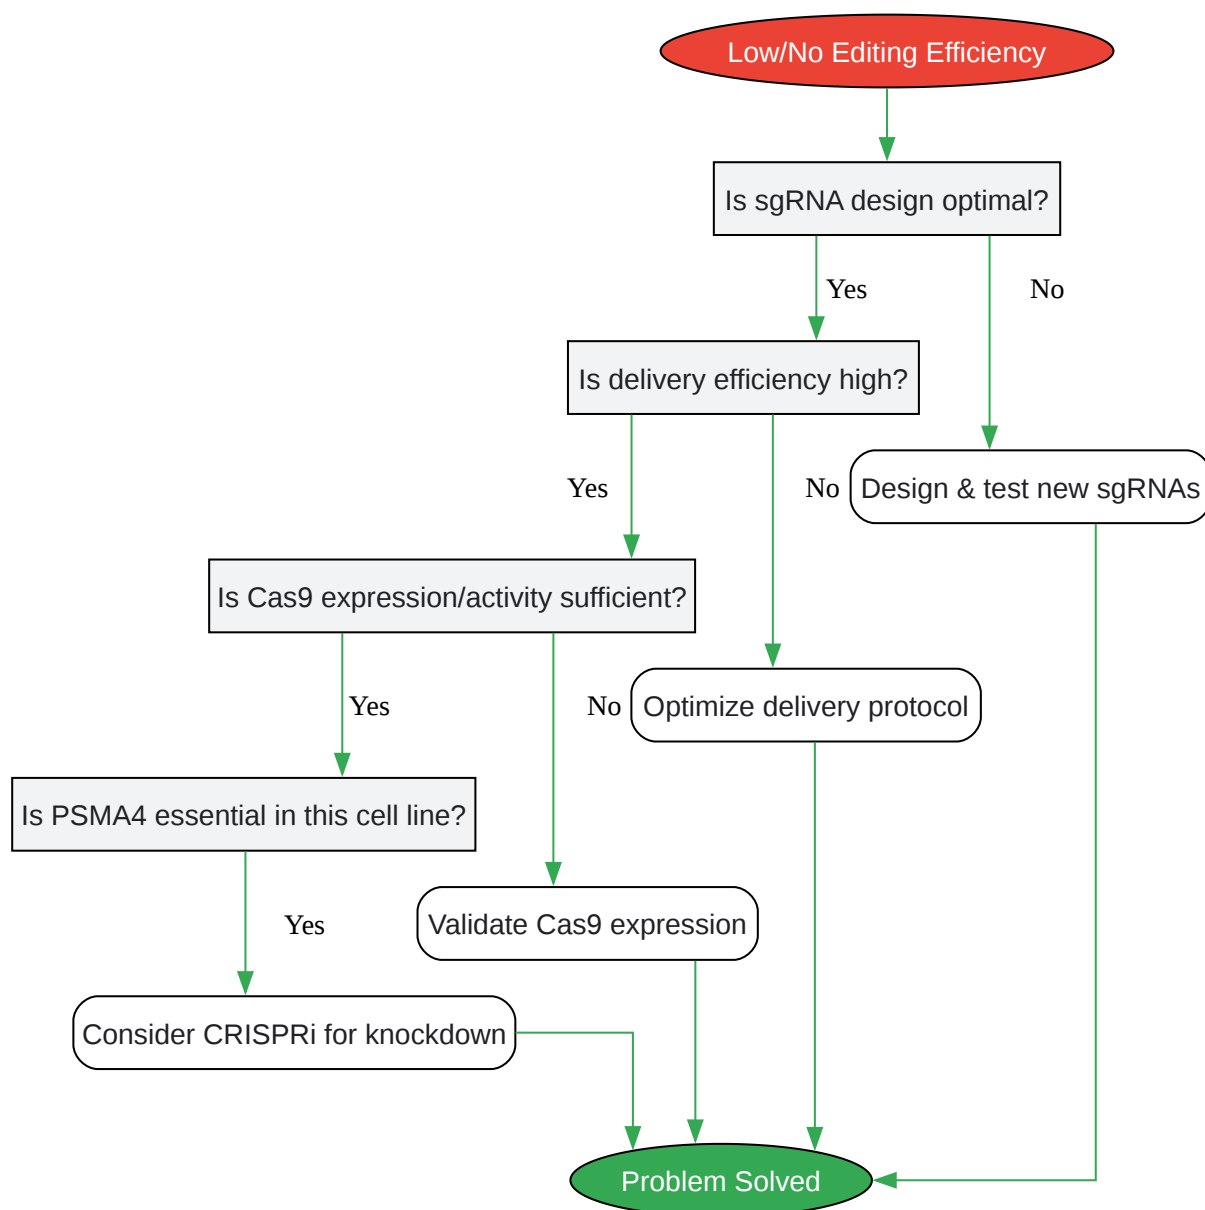 Low/No Editing Efficiency
Is sgRNA design optimal?
Yes
No
Is delivery efficiency high?
Yes
No
Design & test new sgRNAs
Is Cas9 expression/activity sufficient?
Yes
No
Optimize delivery protocol
Is PSMA4 essential in this cell line?
Yes
Validate Cas9 expression
Consider CRISPRi for knockdown
Problem Solved